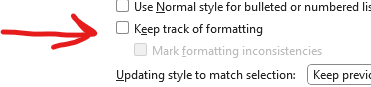 Use Normal style for bulleted or numbered
Keep track of formatting
Mark formatting inconsistencies
Updating style to match selection: Keep